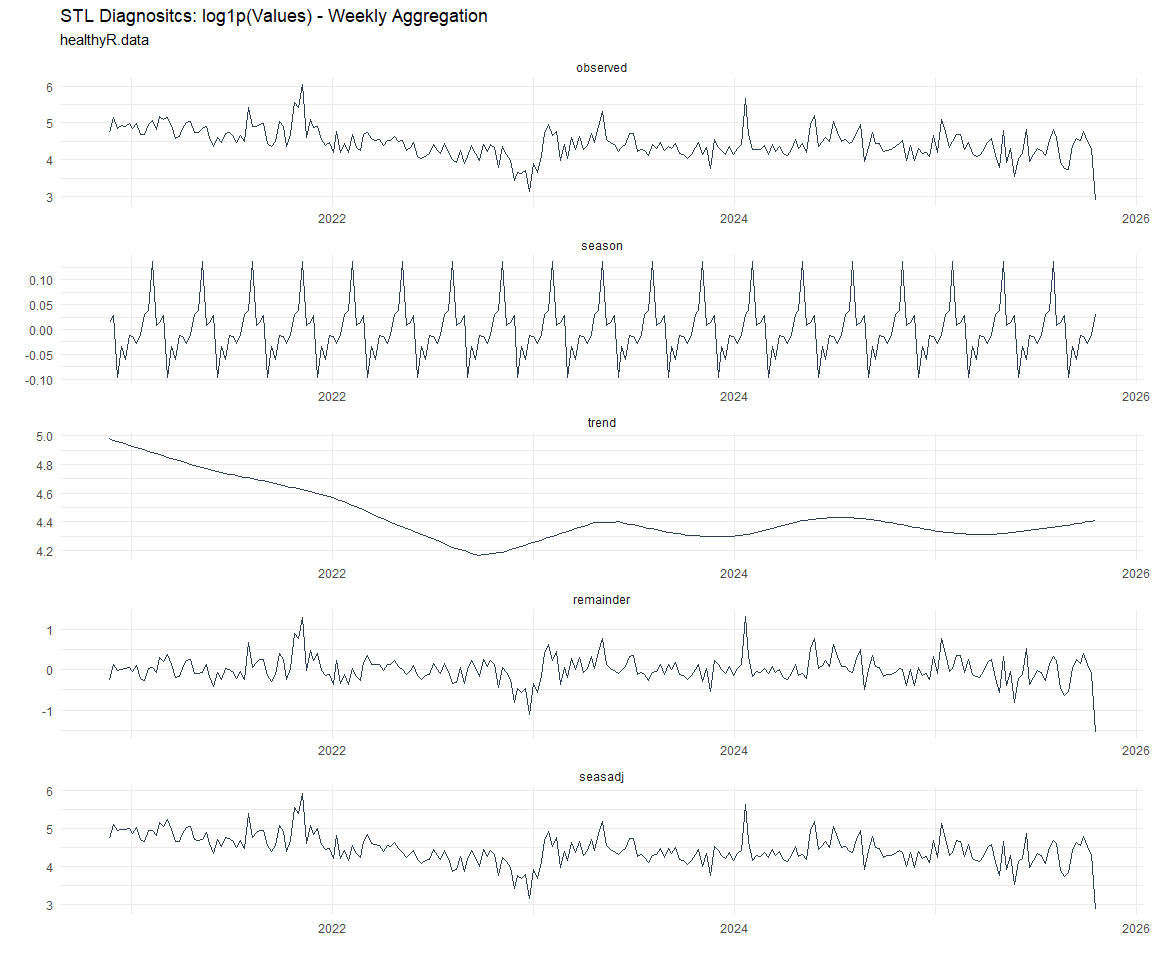 STL Diagnositcs: log1p(Values) - Weekly Aggregation
healthyR.data
observed
6
5
4
3
2022 2024 2026
season
0.10
0.05
0.00
-0.05
-0.10
2022 2024 2026
trend
5.0
4.8
4.6
4.4
4.2
2022 2024 2026
remainder
1
0
-1
2022 2024 2026
seasadj
6
5
4
3
2022 2024 2026